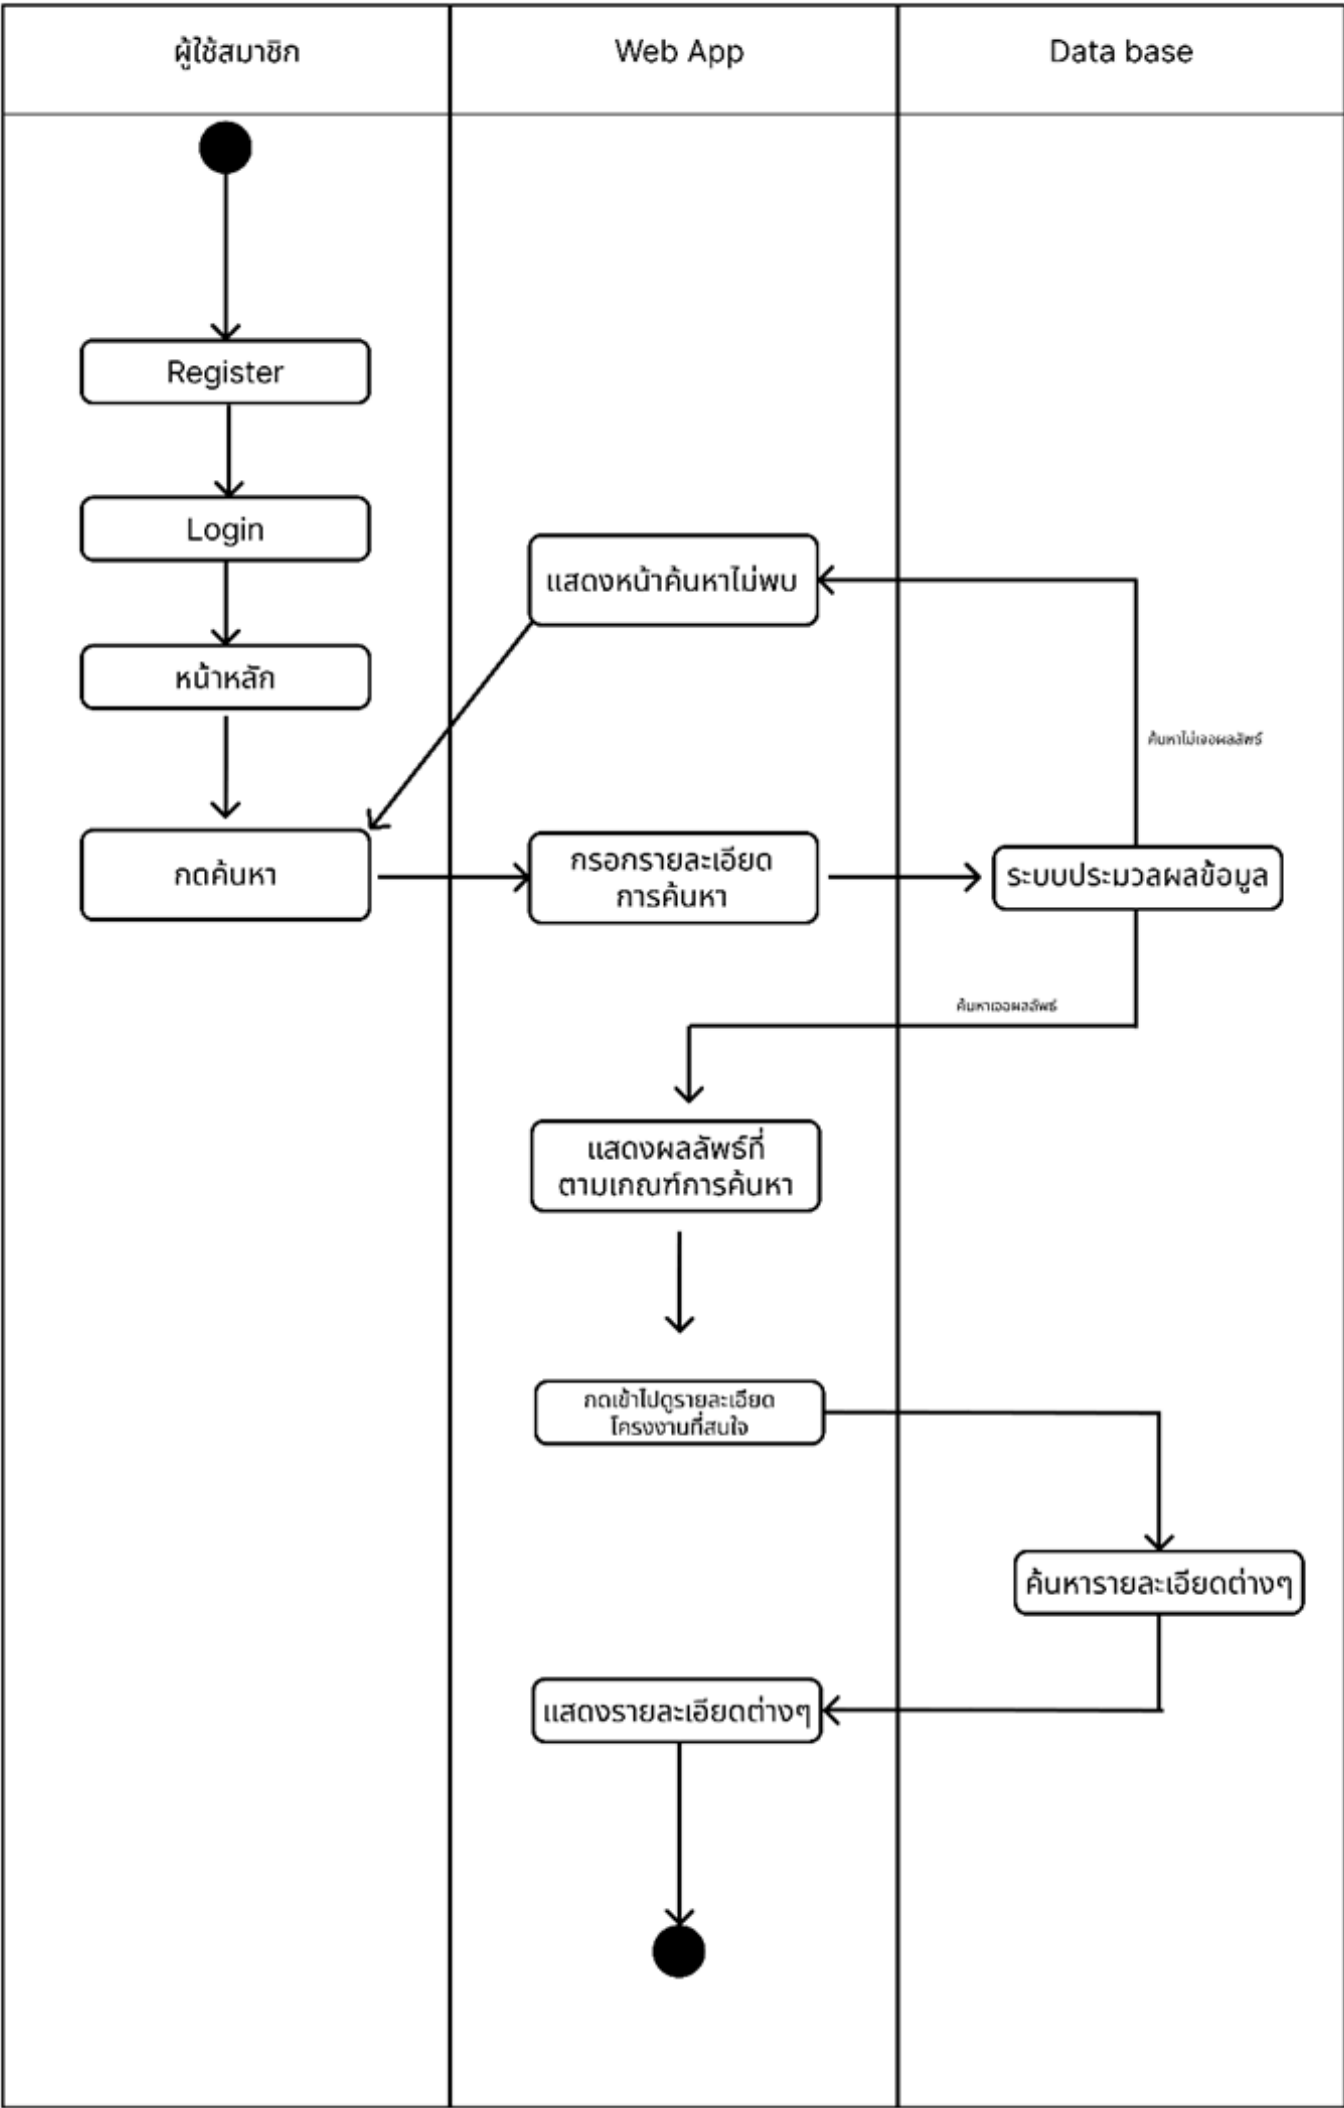 ผู้ใช้สมาชิก
Web App
Data base
Register
Login
แสดงหน้าค้นหาไม่พบ
หน้าหลัก
ค้นหาไม่เจอผลลัพธ์
กดค้นหา
กรอกรายละเอียด
การค้นหา
ระบบประมวลผลข้อมูล
ค้นหาเจอผลลัพธ์
แสดงผลลัพธ์ที่
ตามเกณฑ์การค้นหา
กดเข้าไปดูรายละเอียด
โครงงานที่สนใจ
ค้นหารายละเอียดต่างๆ
แสดงรายละเอียดต่างๆ